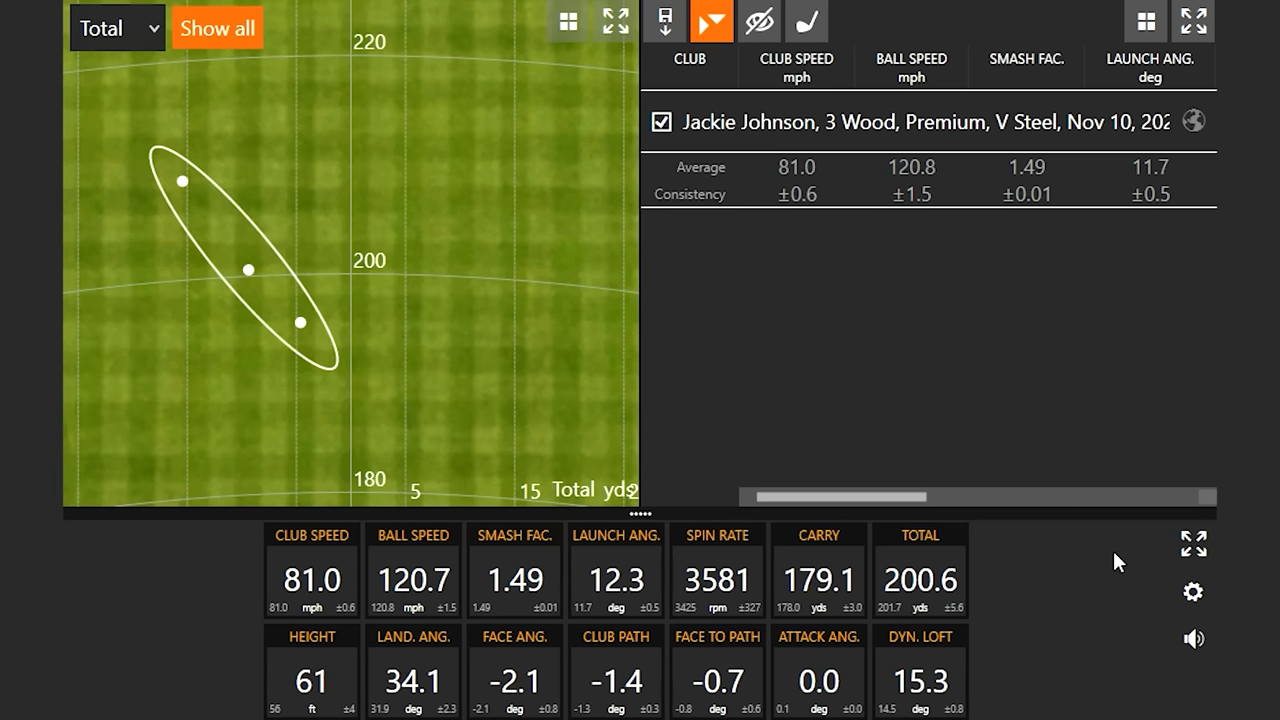 Total
Show all
220
200
180
5
15
Total yds
2
CLUB
CLUB SPEED
mph
BALL SPEED
mph
SMASH FAC.
LAUNCH ANG.
deg
Jackie Johnson, 3 Wood, Premium, V Steel, Nov 10, 202
Average 81.0 120.8 1.49 11.7
Consistency ±0.6 ±1.5 ±0.01 ±0.5
CLUB SPEED BALL SPEED SMASH FAC. LAUNCH ANG. SPIN RATE CARRY TOTAL
81.0 120.7 1.49 12.3 3581 179.1 200.6
81.0 mph ±0.6 120.8 mph ±1.5 1.49 ±0.01 11.7 deg ±0.5 3425 rpm ±327 178.0 yds ±3.0 201.7 yds ±5.6
HEIGHT LAND. ANG. FACE ANG. CLUB PATH FACE TO PATH ATTACK ANG. DYN. LOFT
61 34.1 -2.1 -1.4 -0.7 0.0 15.3
56 ft ±4 31.9 deg ±2.3 -2.1 deg ±0.8 -1.3 deg ±0.3 -0.8 deg ±0.6 0.1 deg ±0.0 14.5 deg ±0.8